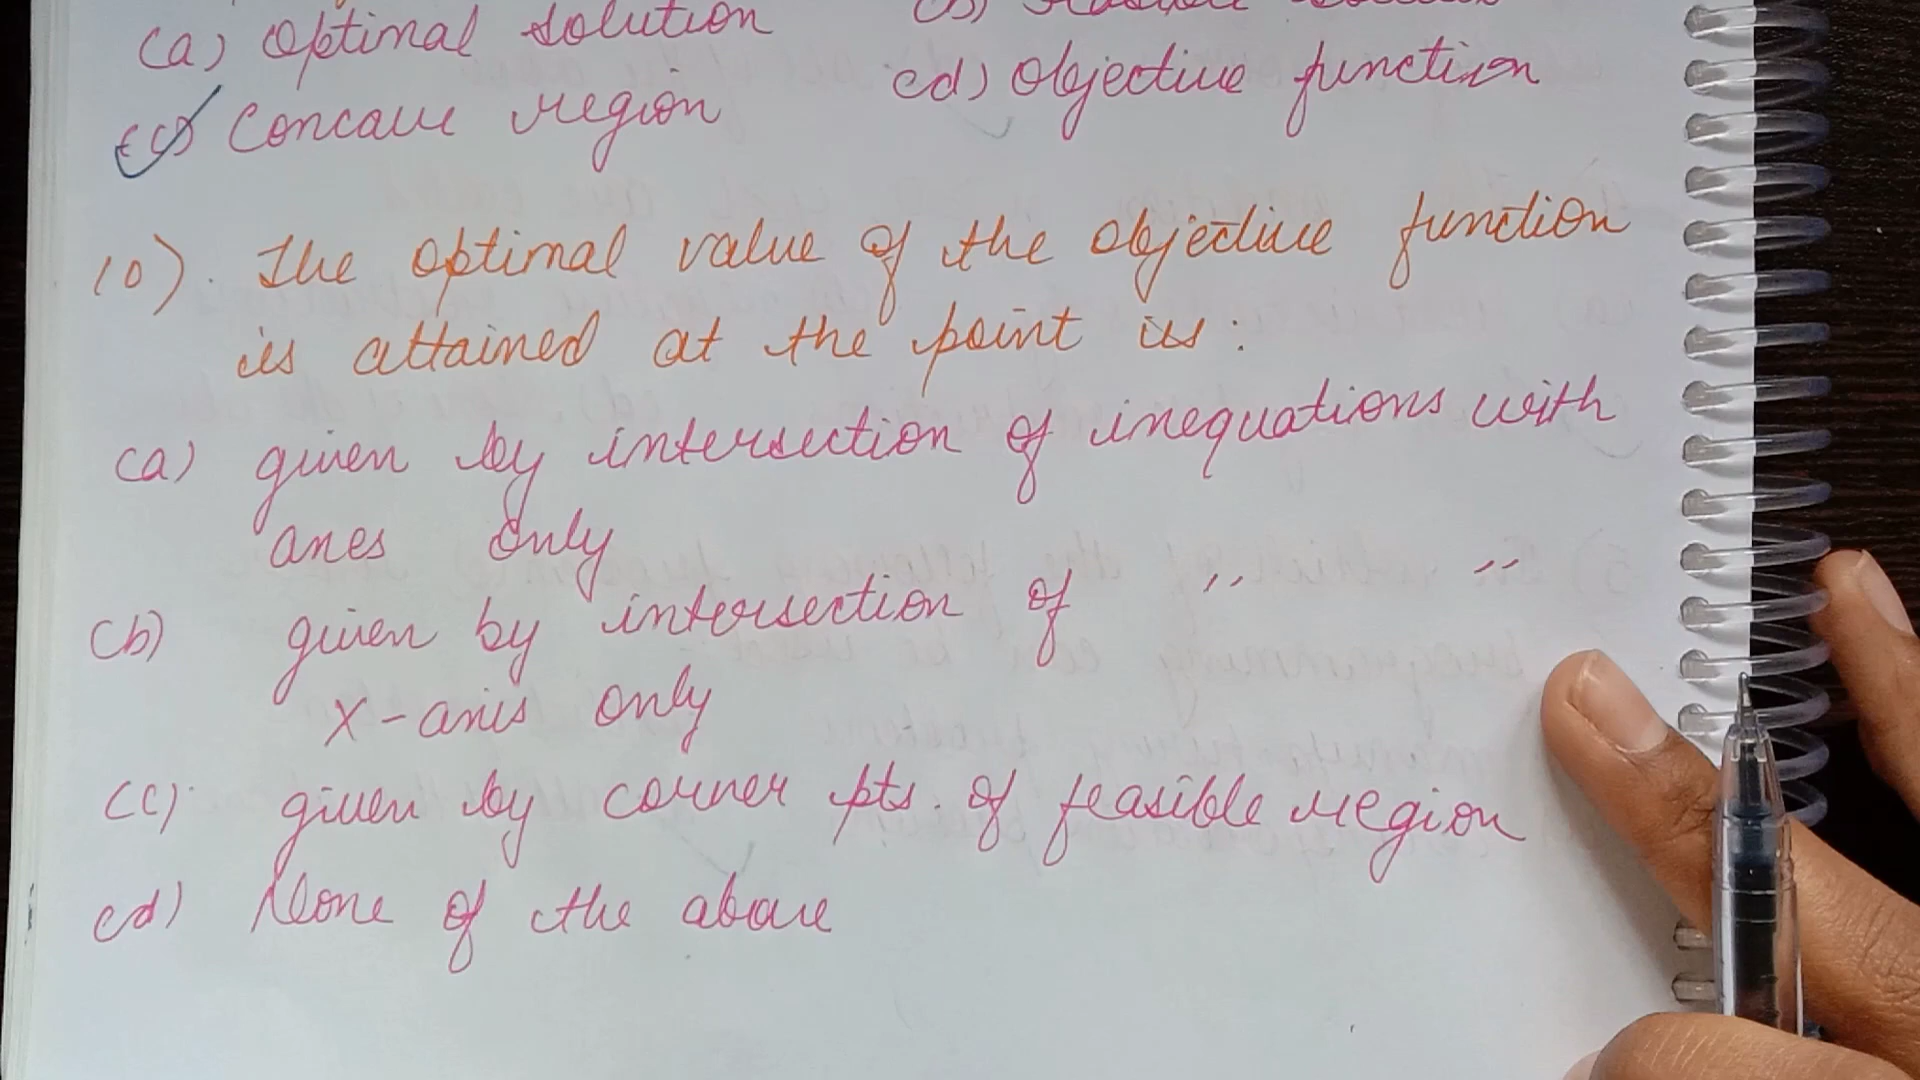 (a) Optimal solution (b)
(c) Concave region (d) Objective function
10). The optimal value of the objective function
is attained at the point is:
(a) given by intersection of inequations with
axes only
(b) given by intersection of ,, ,,
X-axis only
(c) given by corner pts. of feasible region
(d) None of the above